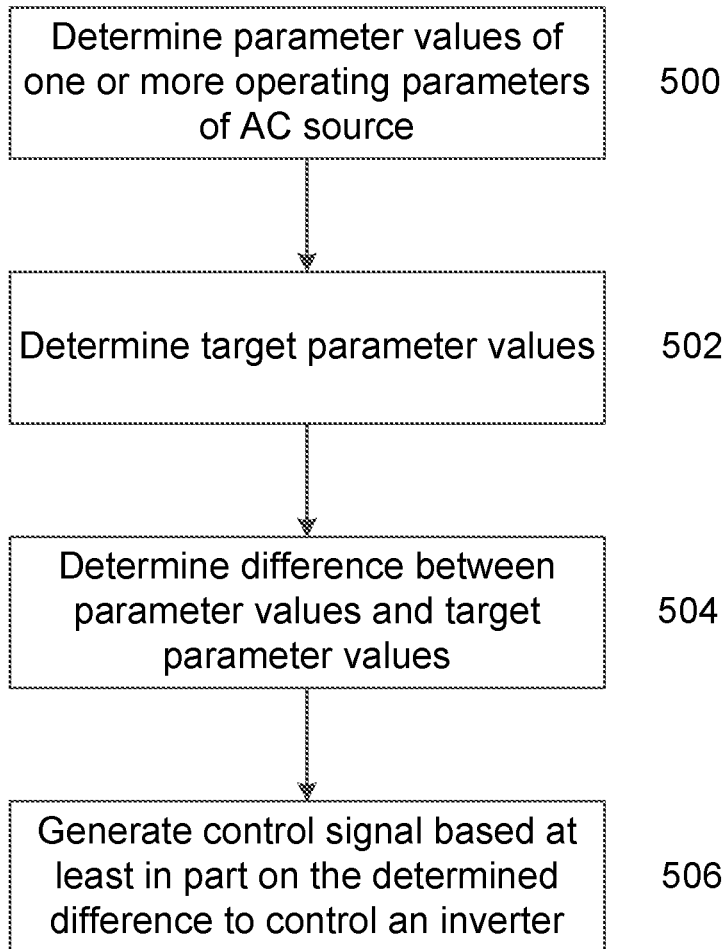 Determine parameter values of
one or more operating parameters
of AC source
500
Determine target parameter values
502
Determine difference between
parameter values and target
parameter values
504
Generate control signal based at
least in part on the determined
difference to control an inverter
506